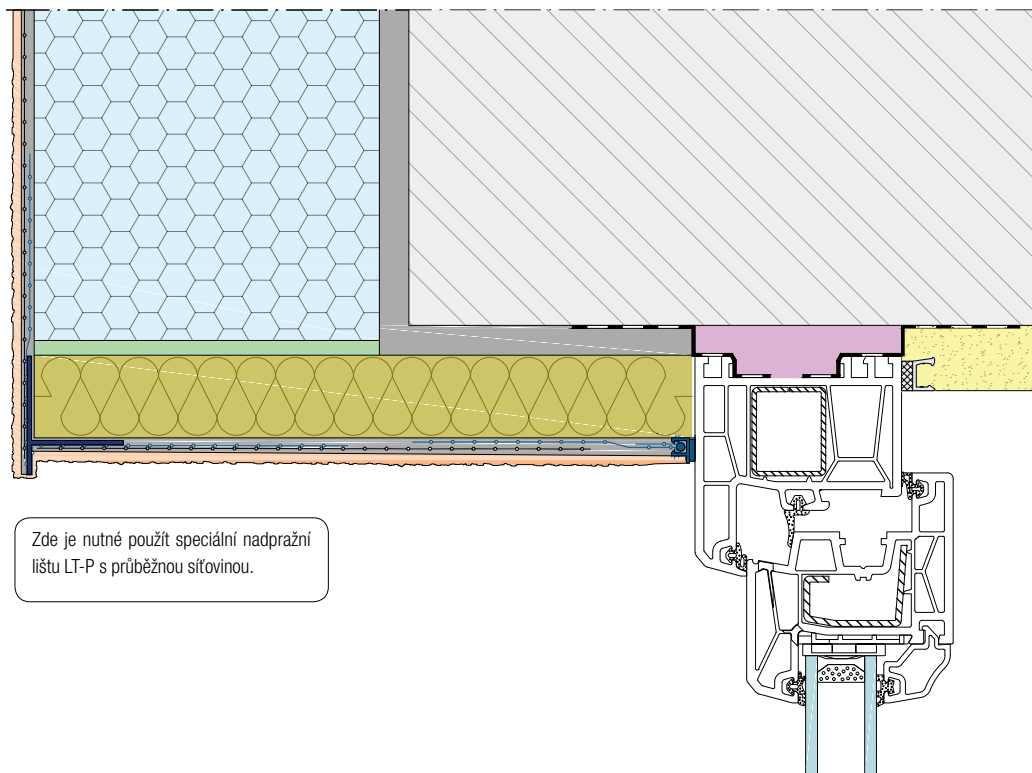 Zde je nutné použít speciální nadpražní
lištu LT-P s průběžnou síťovinou.